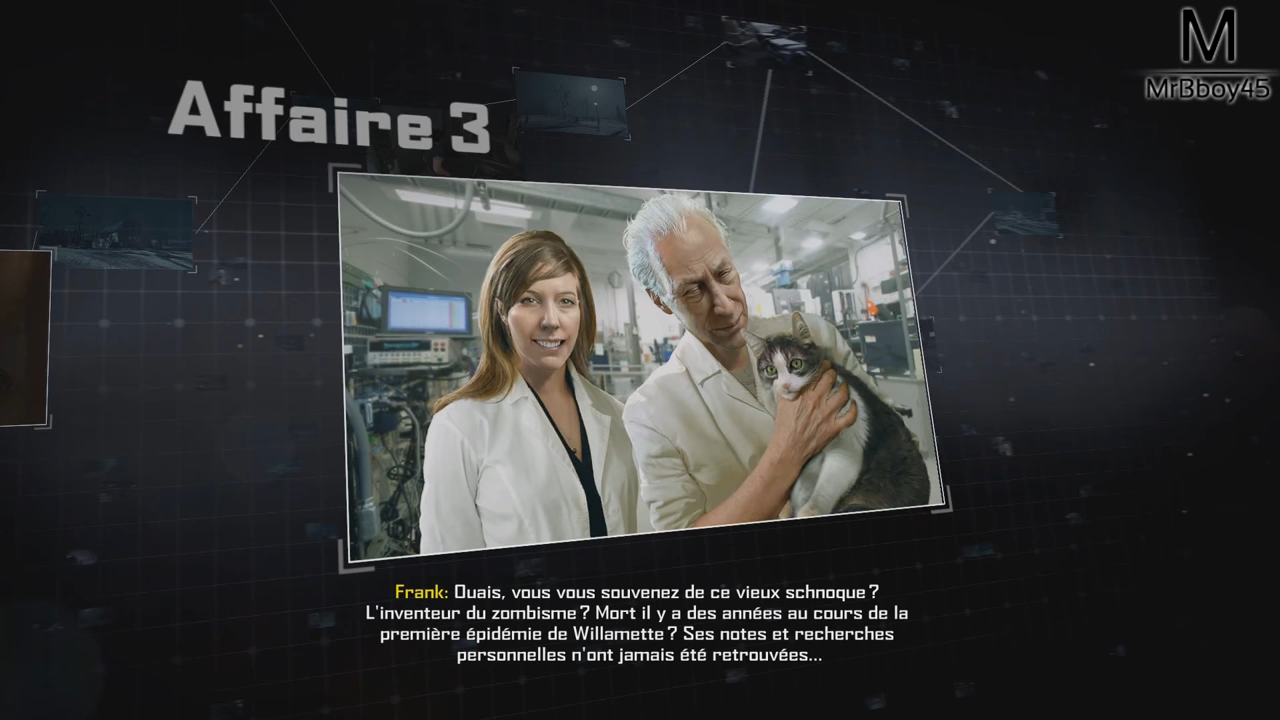 M
MrBboy45
Affaire 3
Frank: Ouais, vous vous souvenez de ce vieux schnoque ?
L'inventeur du zombisme ? Mort il y a des années au cours de la
première épidémie de Willamette ? Ses notes et recherches
personnelles n'ont jamais été retrouvées...